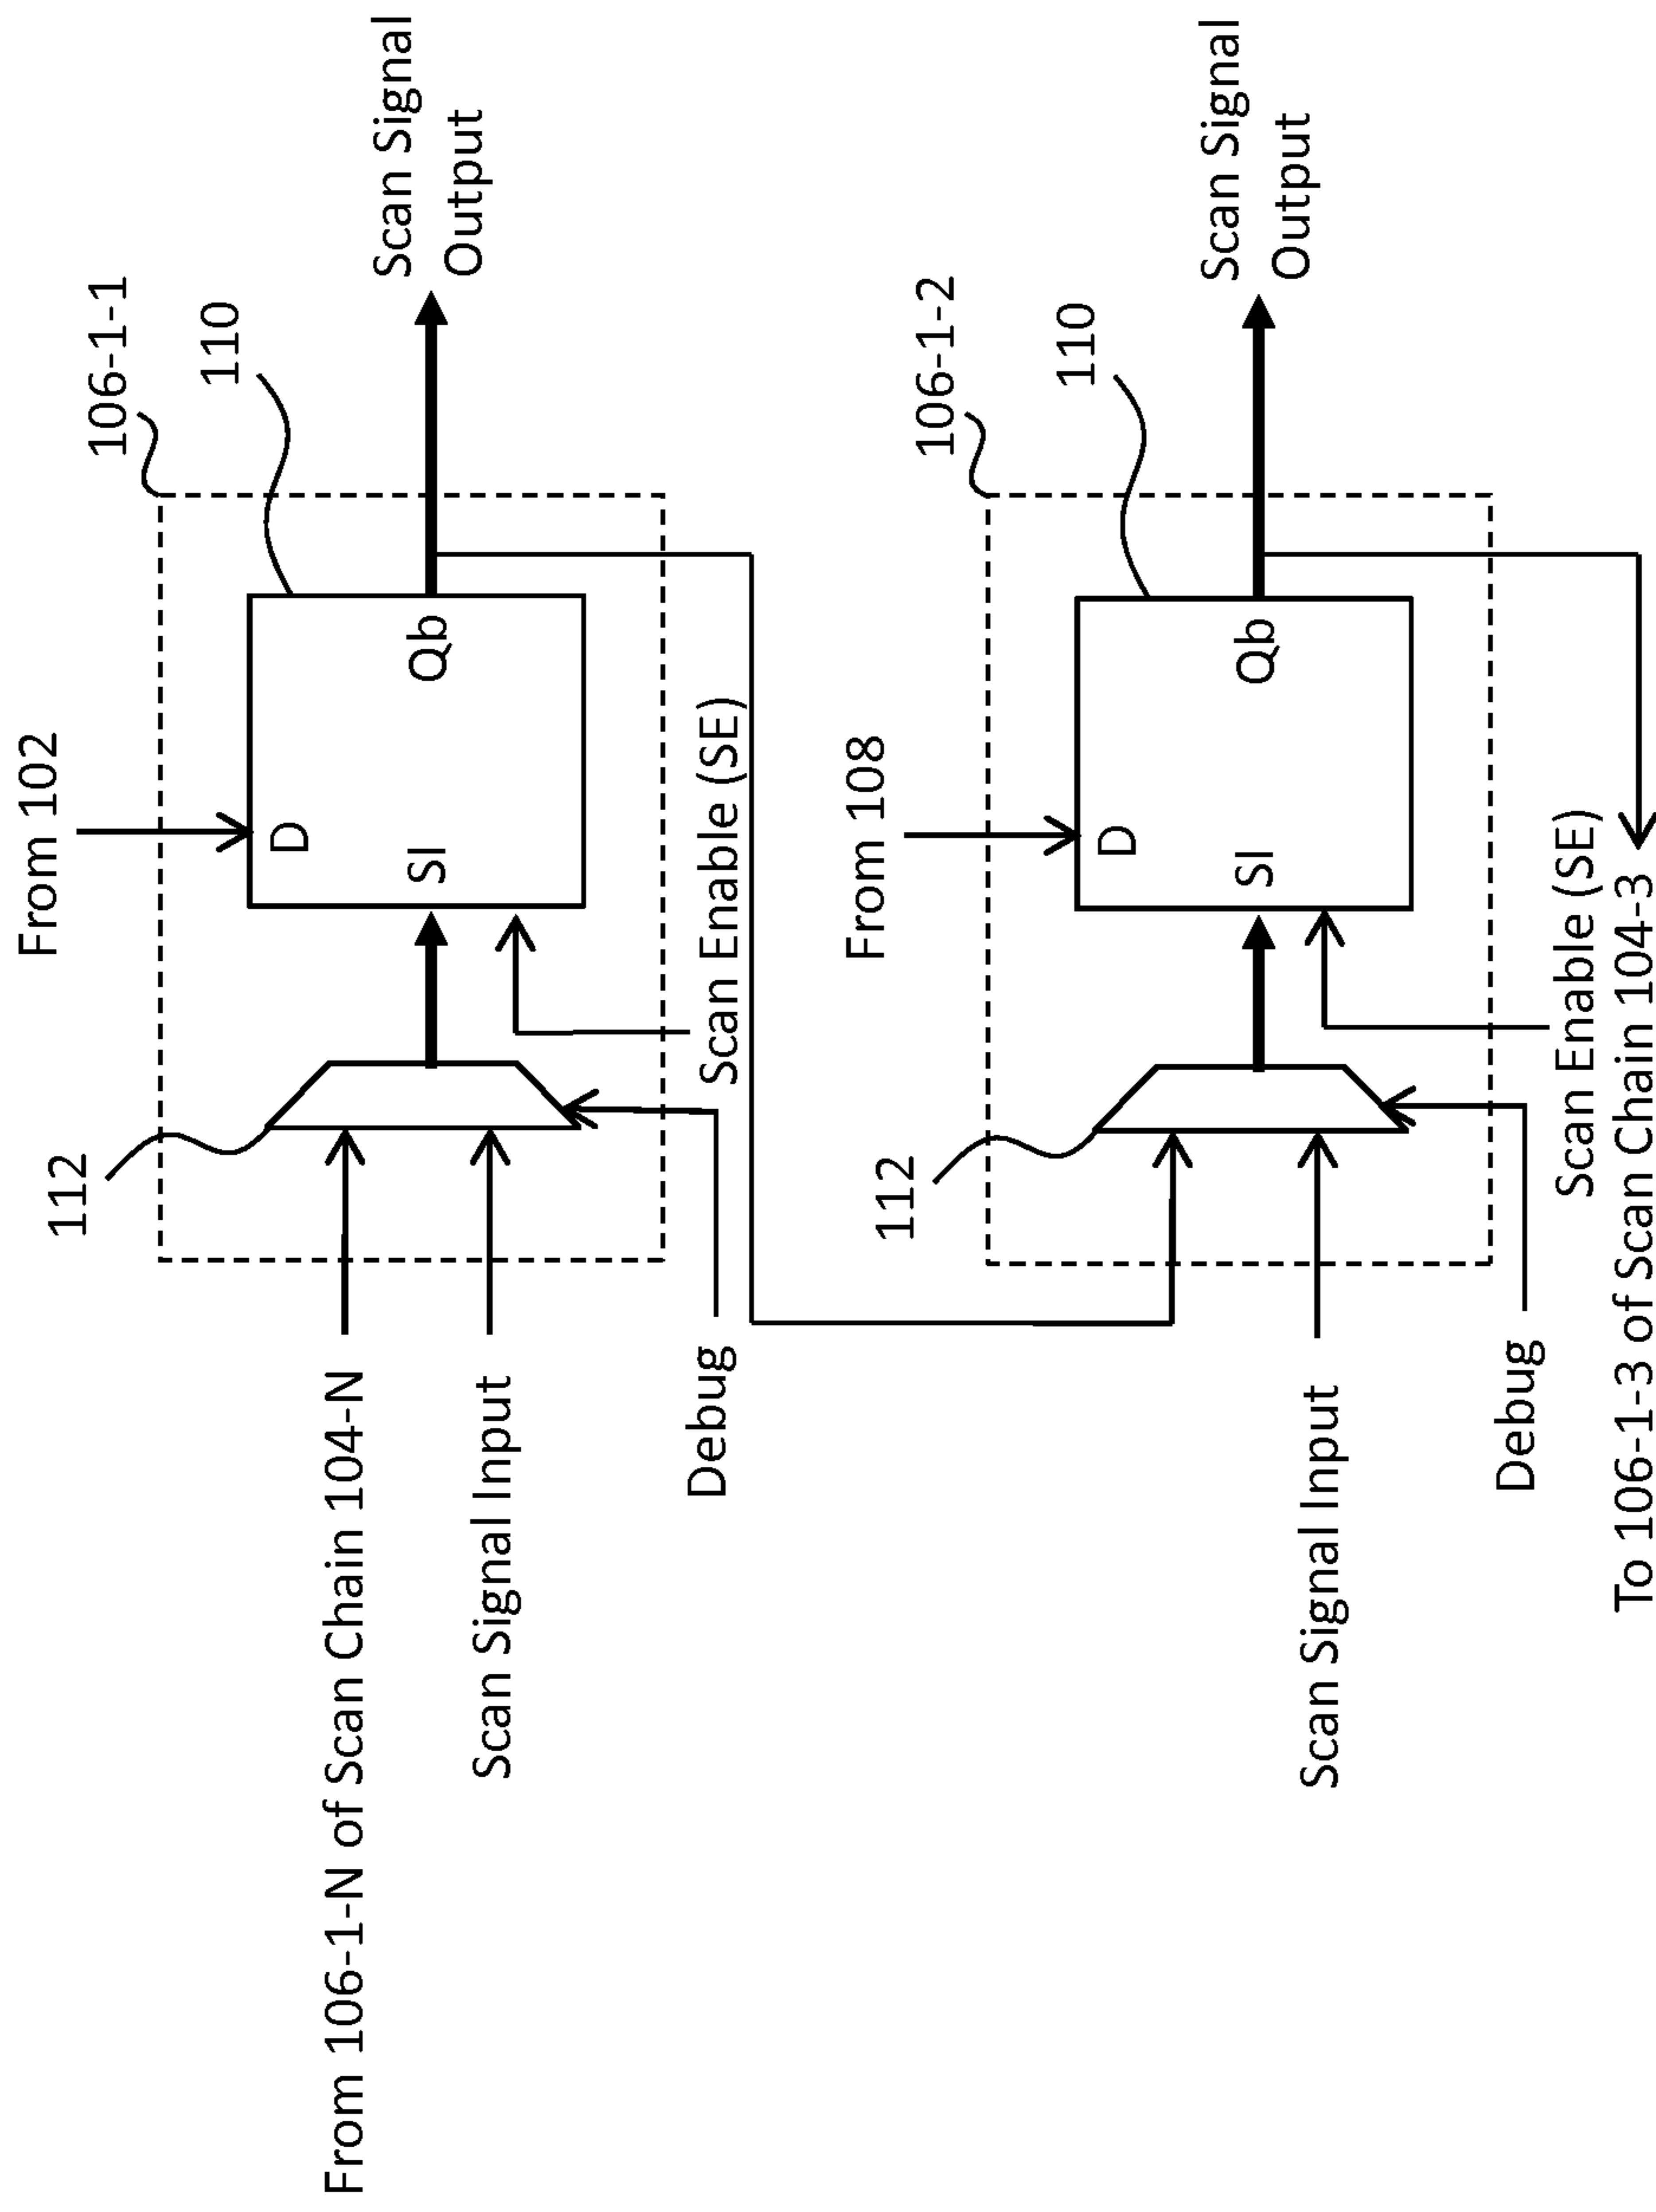 From 102
106-1-1
110
112
D
SI
Qb
Scan Signal
Output
From 106-1-N of Scan Chain 104-N
Scan Signal Input
Scan Enable (SE)
Debug
From 108
106-1-2
110
112
D
SI
Qb
Scan Signal
Output
Scan Signal Input
Debug
Scan Enable (SE)
To 106-1-3 of Scan Chain 104-3